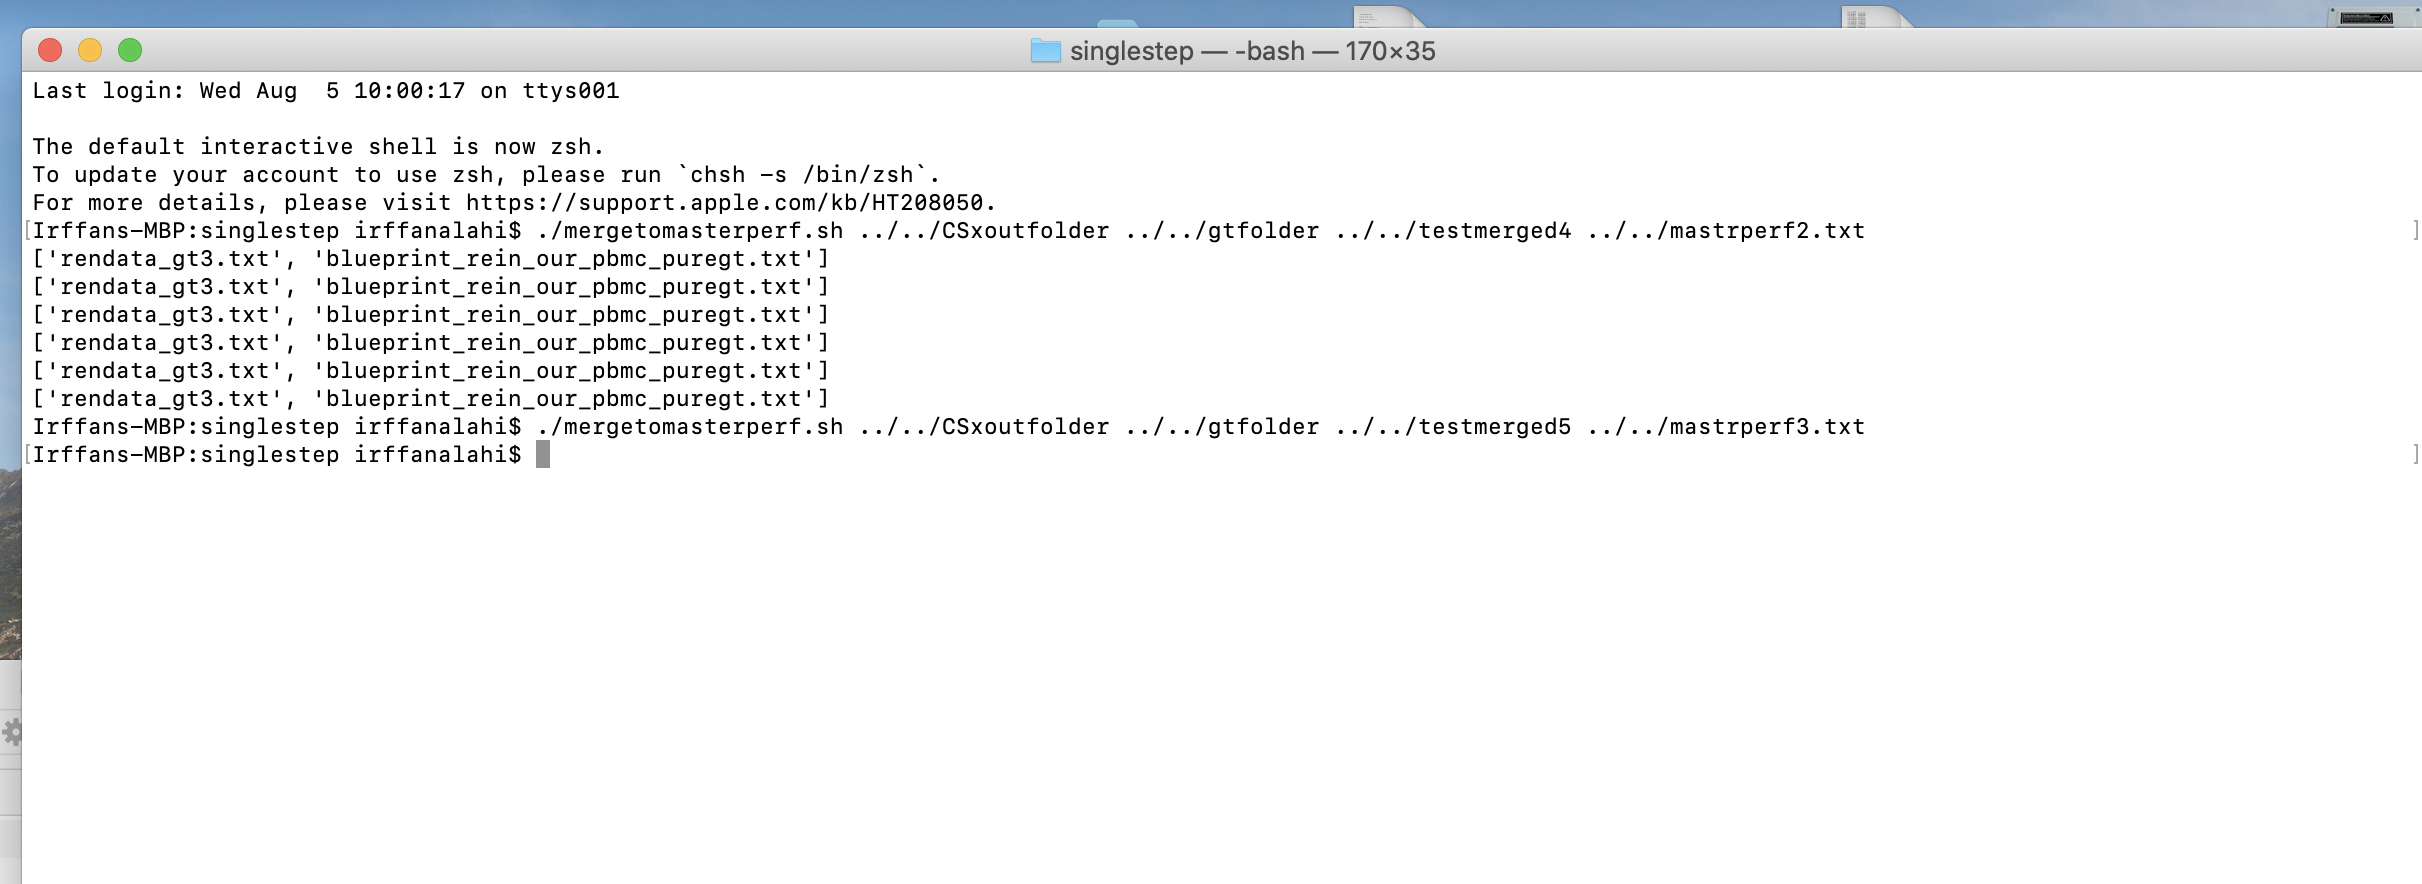 singlestep — -bash — 170×35
Last login: Wed Aug  5 10:00:17 on ttys001
The default interactive shell is now zsh.
To update your account to use zsh, please run `chsh -s /bin/zsh`.
For more details, please visit https://support.apple.com/kb/HT208050.
[Irffans-MBP:singlestep irffanalahi$ ./mergetomasterperf.sh ../../CSxoutfolder ../../gtfolder ../../testmerged4 ../../mastrperf2.txt ]
['rendata_gt3.txt', 'blueprint_rein_our_pbmc_puregt.txt']
['rendata_gt3.txt', 'blueprint_rein_our_pbmc_puregt.txt']
['rendata_gt3.txt', 'blueprint_rein_our_pbmc_puregt.txt']
['rendata_gt3.txt', 'blueprint_rein_our_pbmc_puregt.txt']
['rendata_gt3.txt', 'blueprint_rein_our_pbmc_puregt.txt']
['rendata_gt3.txt', 'blueprint_rein_our_pbmc_puregt.txt']
Irffans-MBP:singlestep irffanalahi$ ./mergetomasterperf.sh ../../CSxoutfolder ../../gtfolder ../../testmerged5 ../../mastrperf3.txt
[Irffans-MBP:singlestep irffanalahi$ ]